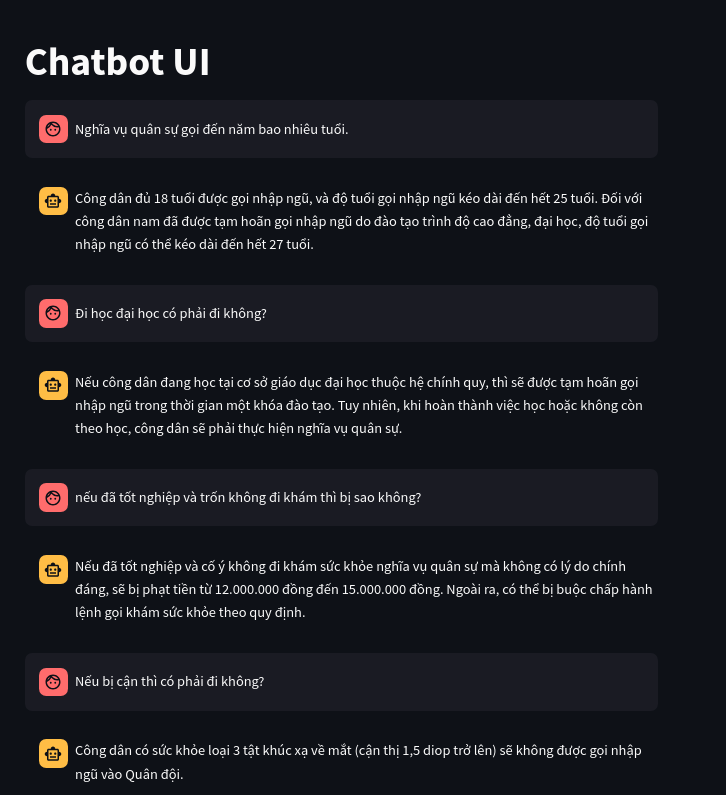 Chatbot UI
Nghĩa vụ quân sự gọi đến năm bao nhiêu tuổi.
Công dân đủ 18 tuổi được gọi nhập ngũ, và độ tuổi gọi nhập ngũ kéo dài đến hết 25 tuổi. Đối với
công dân nam đã được tạm hoãn gọi nhập ngũ do đào tạo trình độ cao đẳng, đại học, độ tuổi gọi
nhập ngũ có thể kéo dài đến hết 27 tuổi.
Đi học đại học có phải đi không?
Nếu công dân đang học tại cơ sở giáo dục đại học thuộc hệ chính quy, thì sẽ được tạm hoãn gọi
nhập ngũ trong thời gian một khóa đào tạo. Tuy nhiên, khi hoàn thành việc học hoặc không còn
theo học, công dân sẽ phải thực hiện nghĩa vụ quân sự.
nếu đã tốt nghiệp và trốn không đi khám thì bị sao không?
Nếu đã tốt nghiệp và cố ý không đi khám sức khỏe nghĩa vụ quân sự mà không có lý do chính
đáng, sẽ bị phạt tiền từ 12.000.000 đồng đến 15.000.000 đồng. Ngoài ra, có thể bị buộc chấp hành
lệnh gọi khám sức khỏe theo quy định.
Nếu bị cận thì có phải đi không?
Công dân có sức khỏe loại 3 tật khúc xạ về mắt (cận thị 1,5 diop trở lên) sẽ không được gọi nhập
ngũ vào Quân đội.